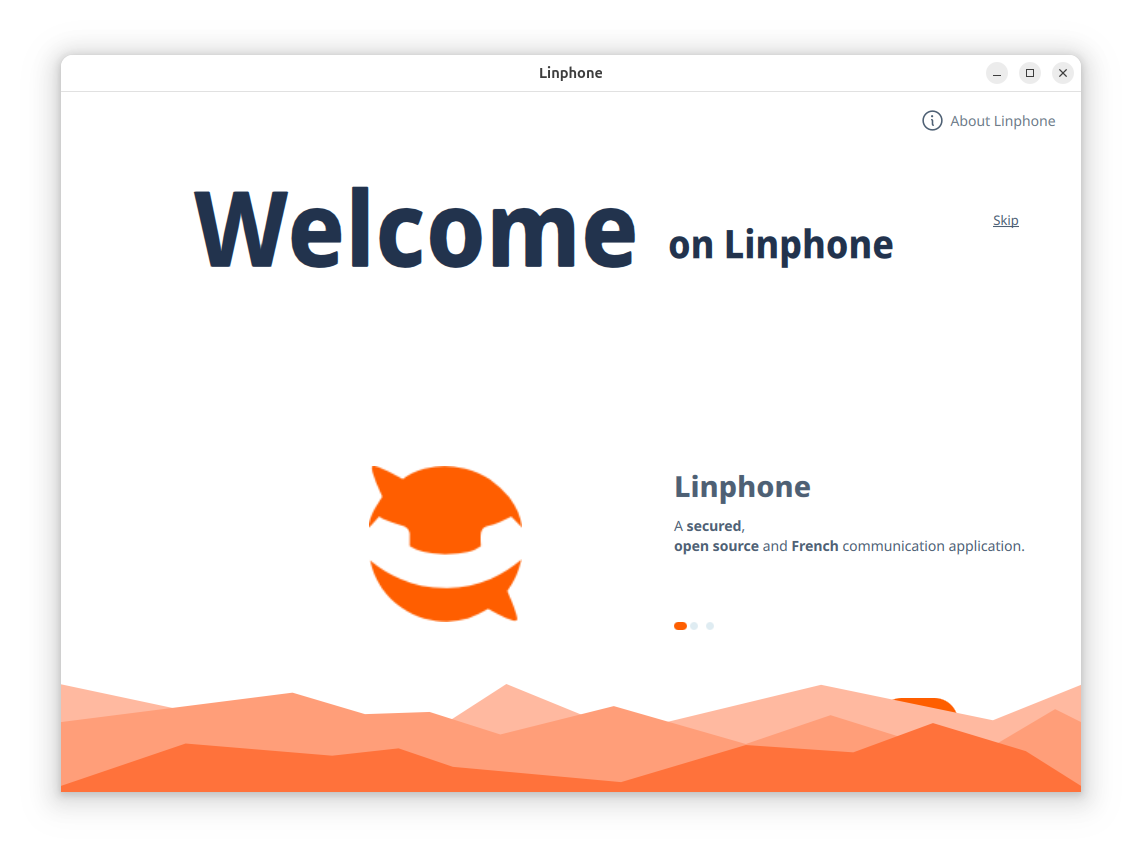 Linphone
About Linphone
Welcome on Linphone
Skip
Linphone
A secured,
open source and French communication application.